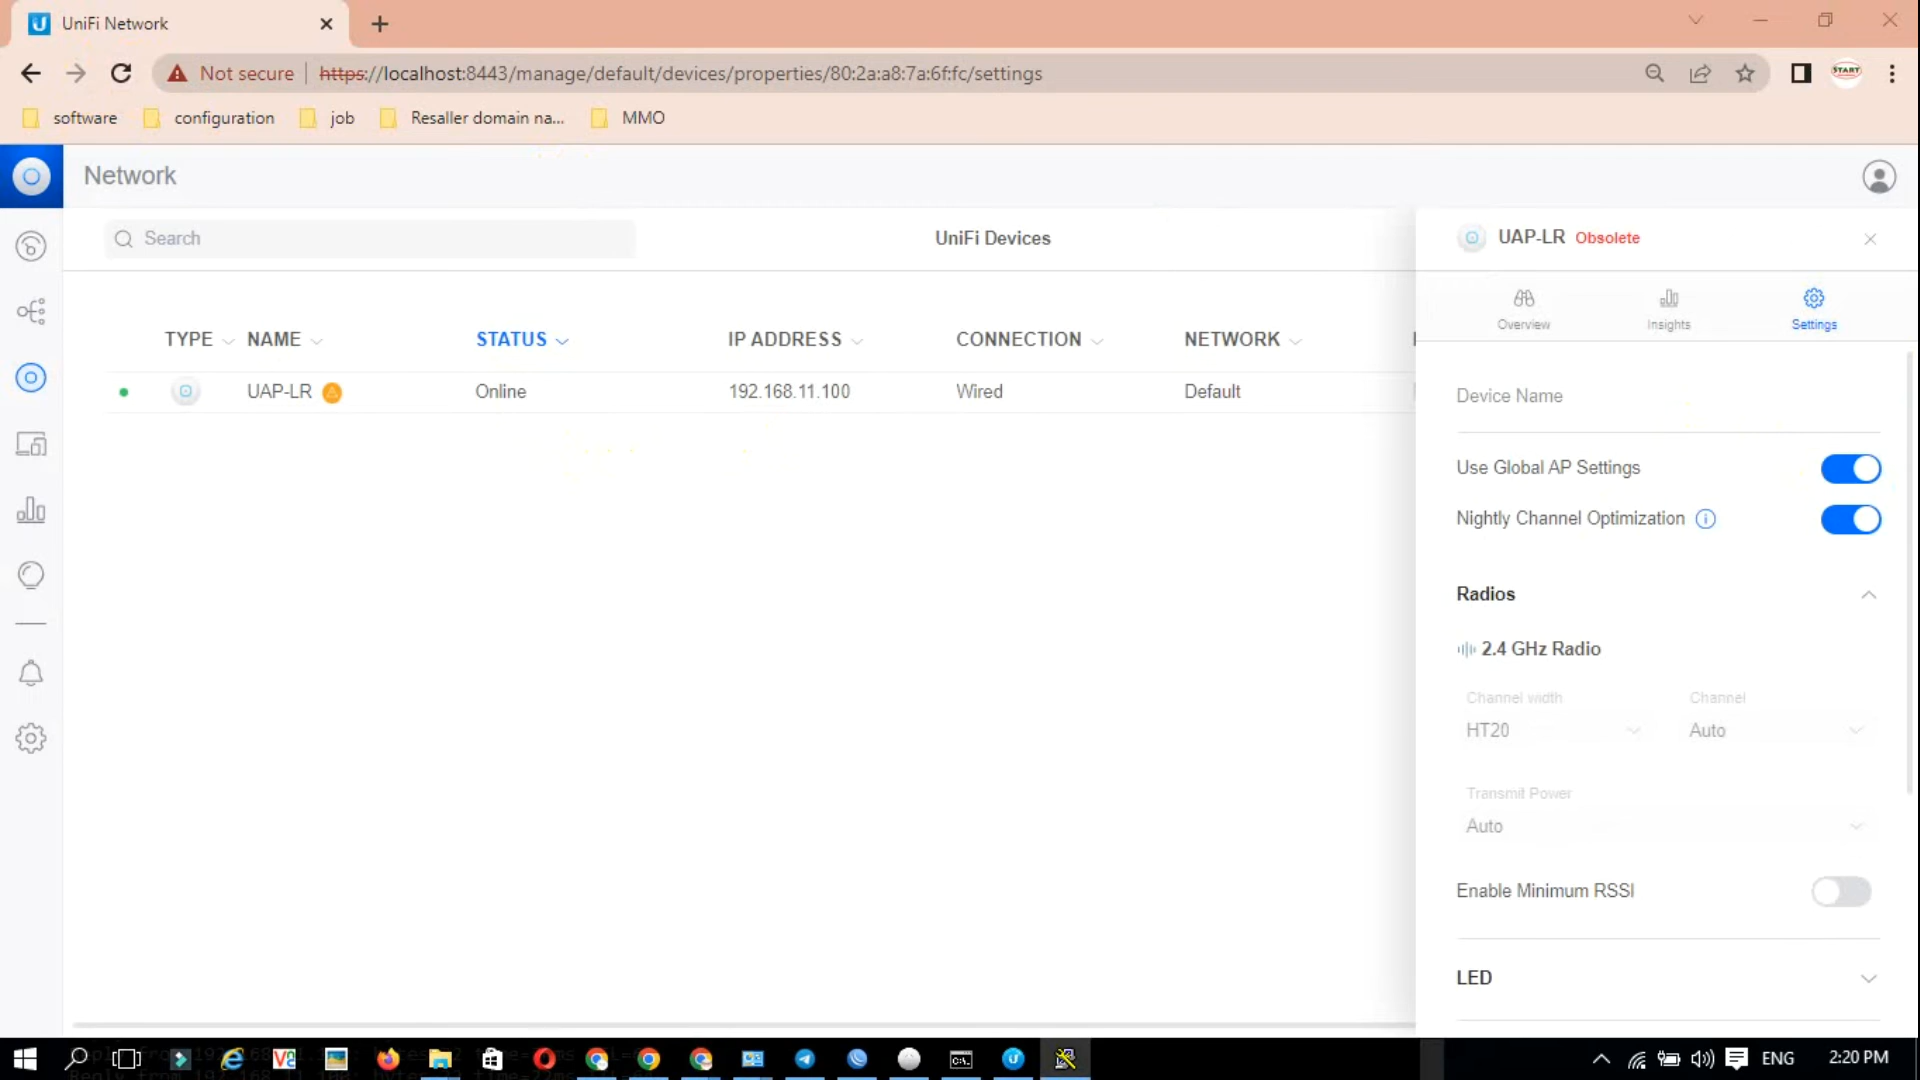 UniFi Network
Not secure https://localhost:8443/manage/default/devices/properties/80:2a:a8:7a:6f:fc/settings
START
software configuration job Resaller domain na... MMO
Network
Search
UniFi Devices
TYPE NAME STATUS IP ADDRESS CONNECTION NETWORK
UAP-LR Online 192.168.11.100 Wired Default
UAP-LR Obsolete
Overview Insights Settings
Device Name
Use Global AP Settings
Nightly Channel Optimization
Radios
2.4 GHz Radio
Channel width Channel
HT20 Auto
Transmit Power
Auto
Enable Minimum RSSI
LED
ENG 2:20 PM